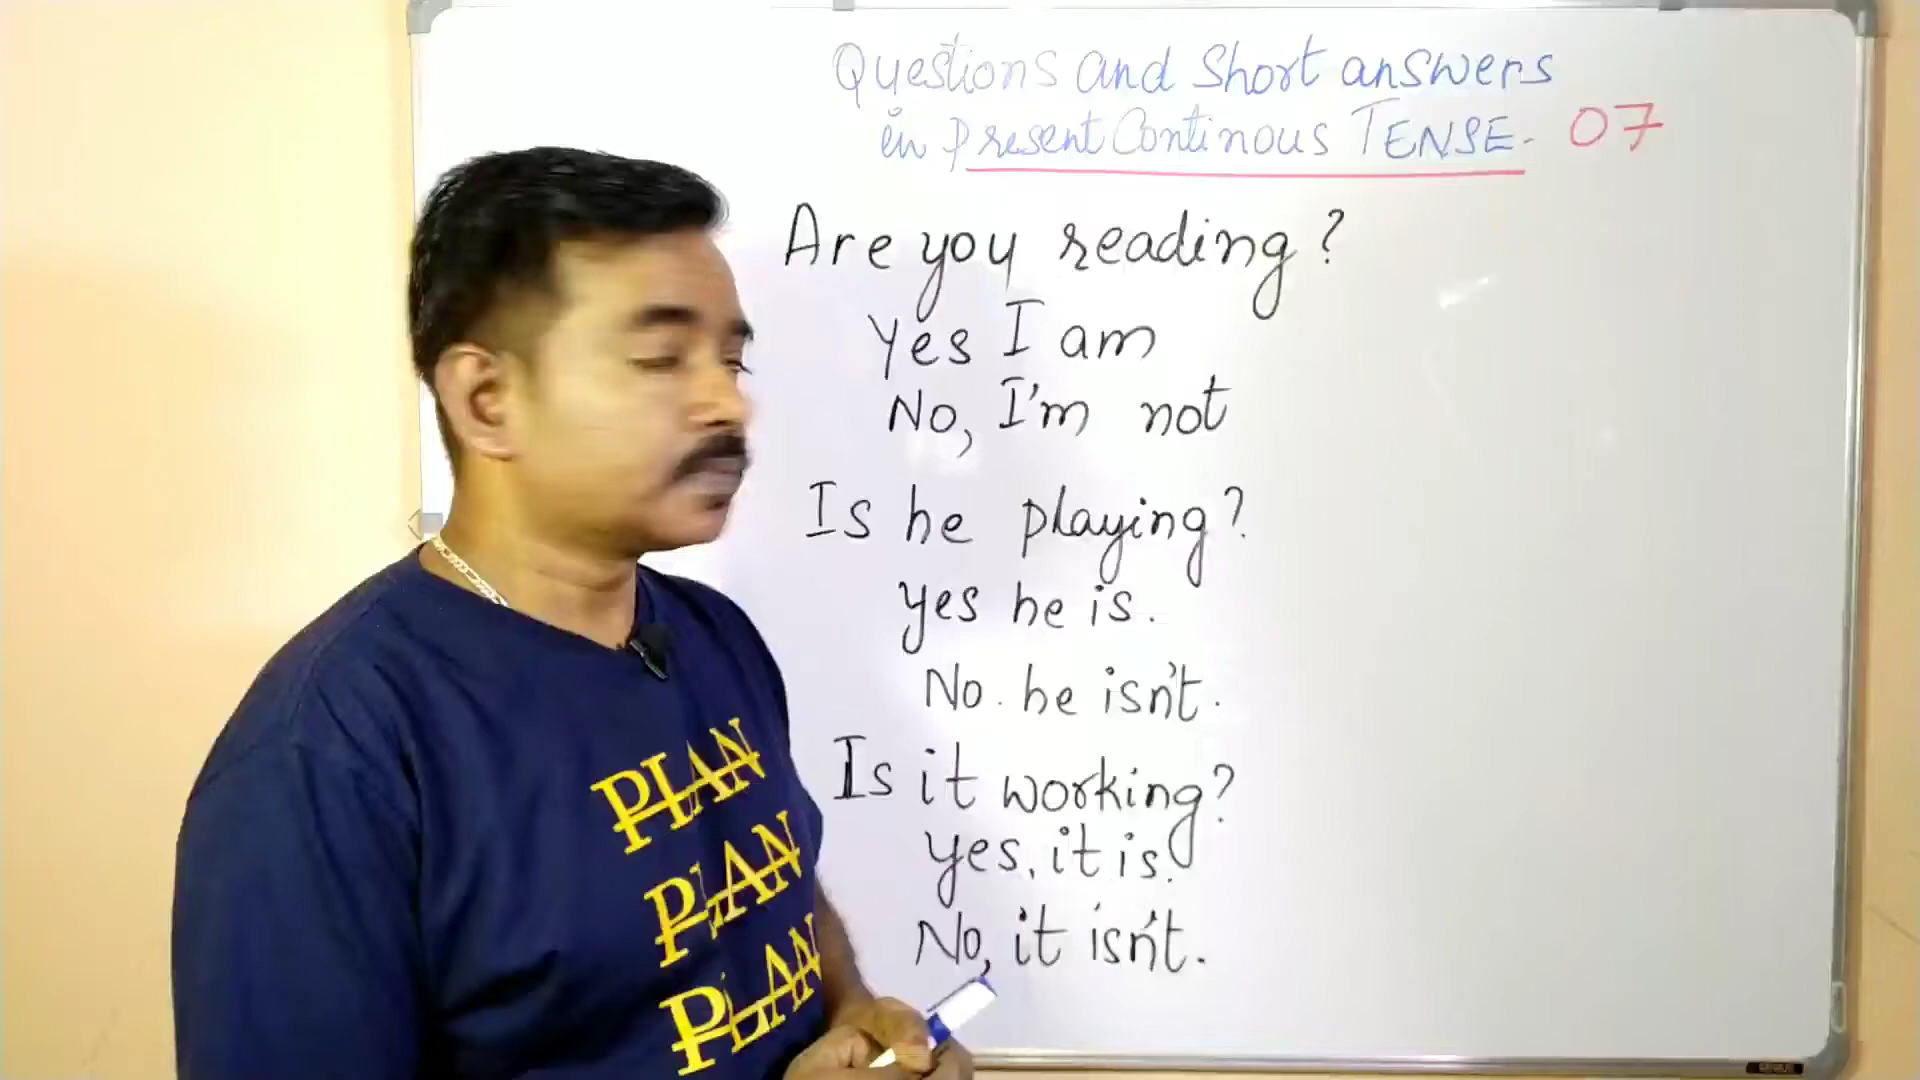 Questions and Short answers
in Present Continous TENSE- 07
Are you reading?
Yes I am
No, I'm not
Is he playing?
yes he is.
No. he isn't.
Is it working?
yes, it is.
No, it isn't.
PLAN
PLAN
PLAN